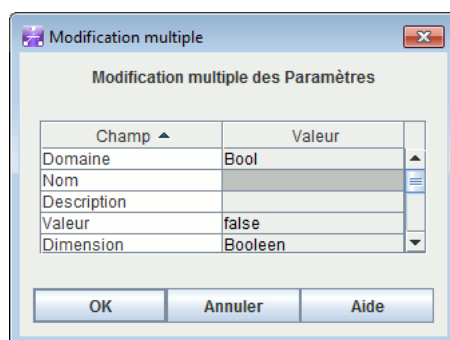 Modification multiple
Modification multiple des Paramètres
Champ Valeur
Domaine Bool
Nom
Description
Valeur false
Dimension Booleen
OK Annuler Aide